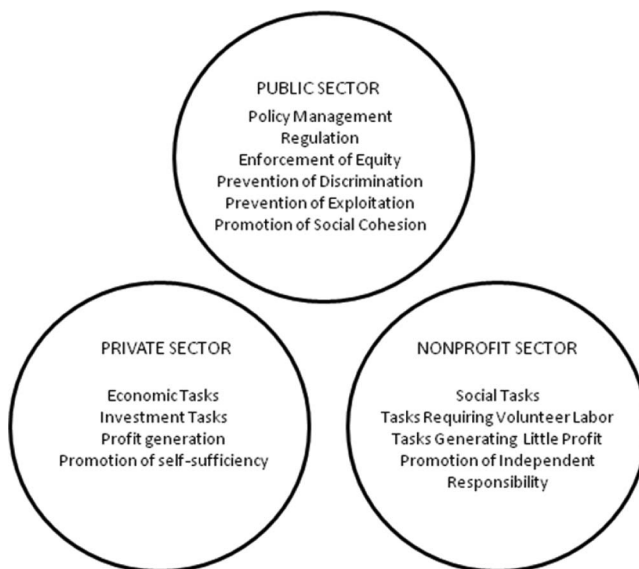 PUBLIC SECTOR
Policy Management
Regulation
Enforcement of Equity
Prevention of Discrimination
Prevention of Exploitation
Promotion of Social Cohesion
PRIVATE SECTOR
Economic Tasks
Investment Tasks
Profit generation
Promotion of self-sufficiency
NONPROFIT SECTOR
Social Tasks
Tasks Requiring Volunteer Labor
Tasks Generating Little Profit
Promotion of Independent
Responsibility